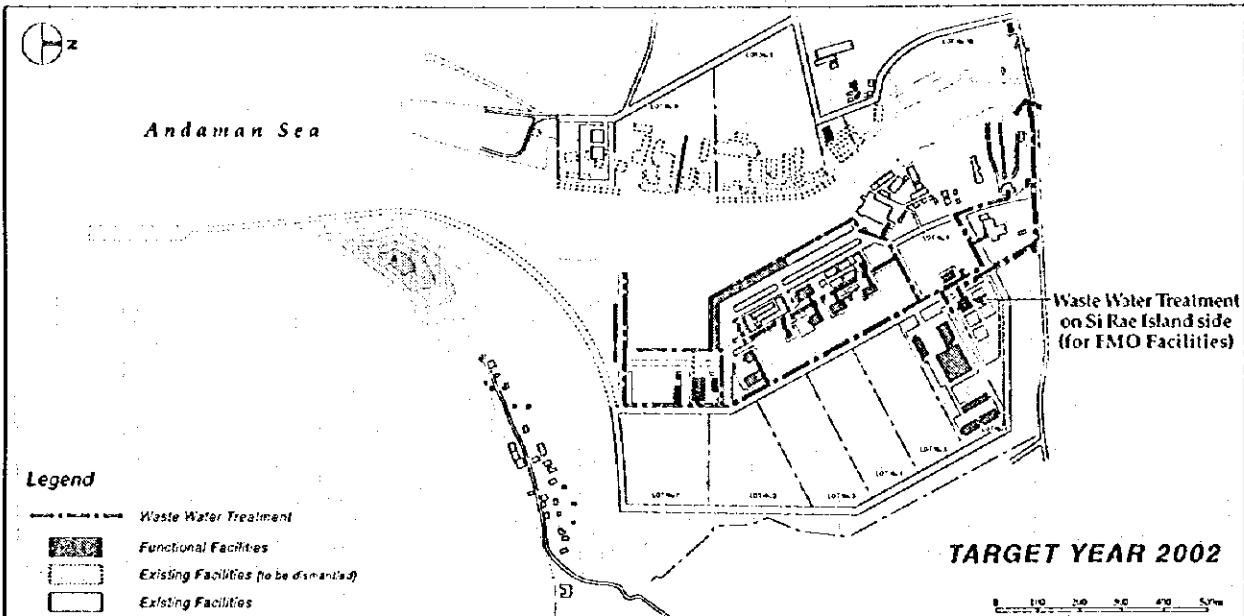 N
Andaman Sea
Waste Water Treatment
on Si Rae Island side
(for FMO Facilities)
Legend
Waste Water Treatment
Functional Facilities
Existing Facilities (to be dismantled)
Existing Facilities
TARGET YEAR 2002